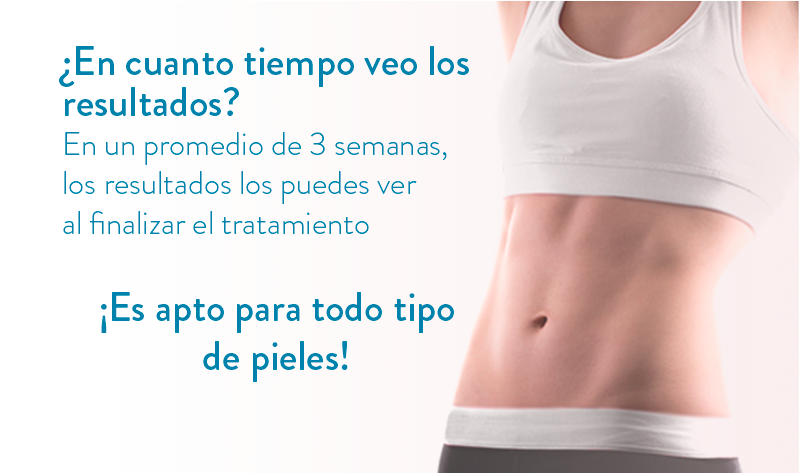 ¿En cuanto tiempo veo los
resultados?
En un promedio de 3 semanas,
los resultados los puedes ver
al finalizar el tratamiento
¡Es apto para todo tipo
de pieles!